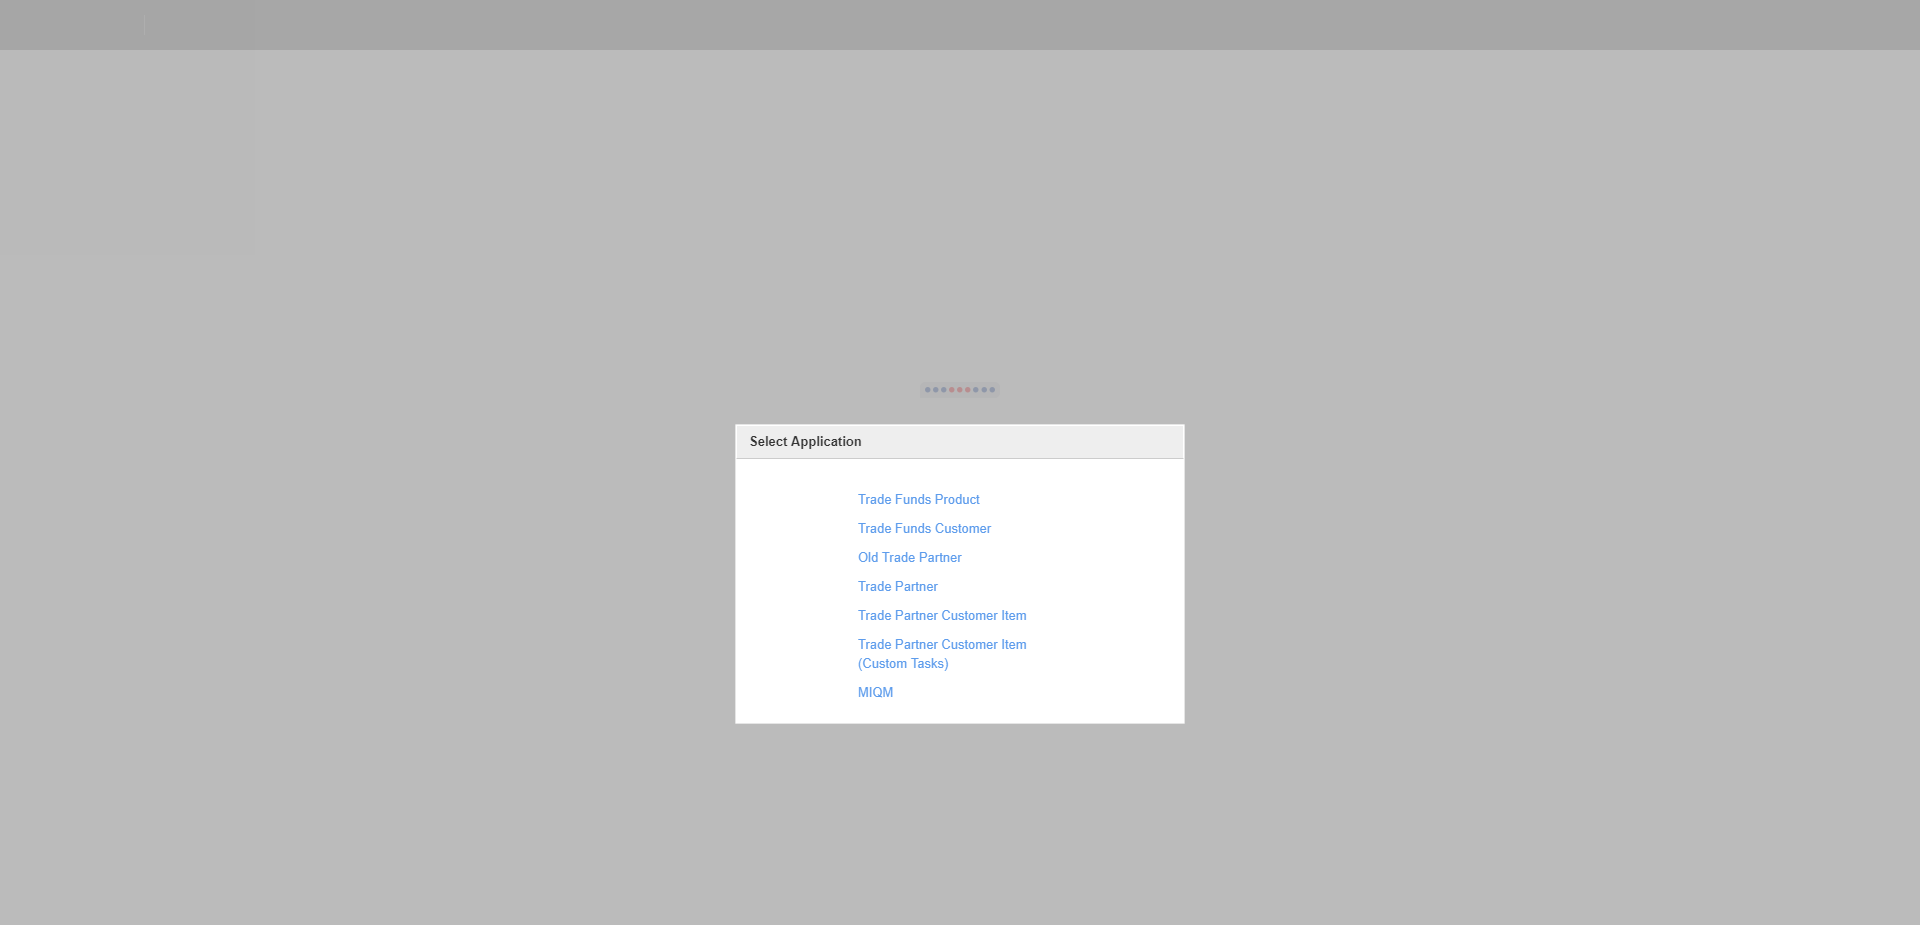 Select Application
Trade Funds Product
Trade Funds Customer
Old Trade Partner
Trade Partner
Trade Partner Customer Item
Trade Partner Customer Item
(Custom Tasks)
MIQM